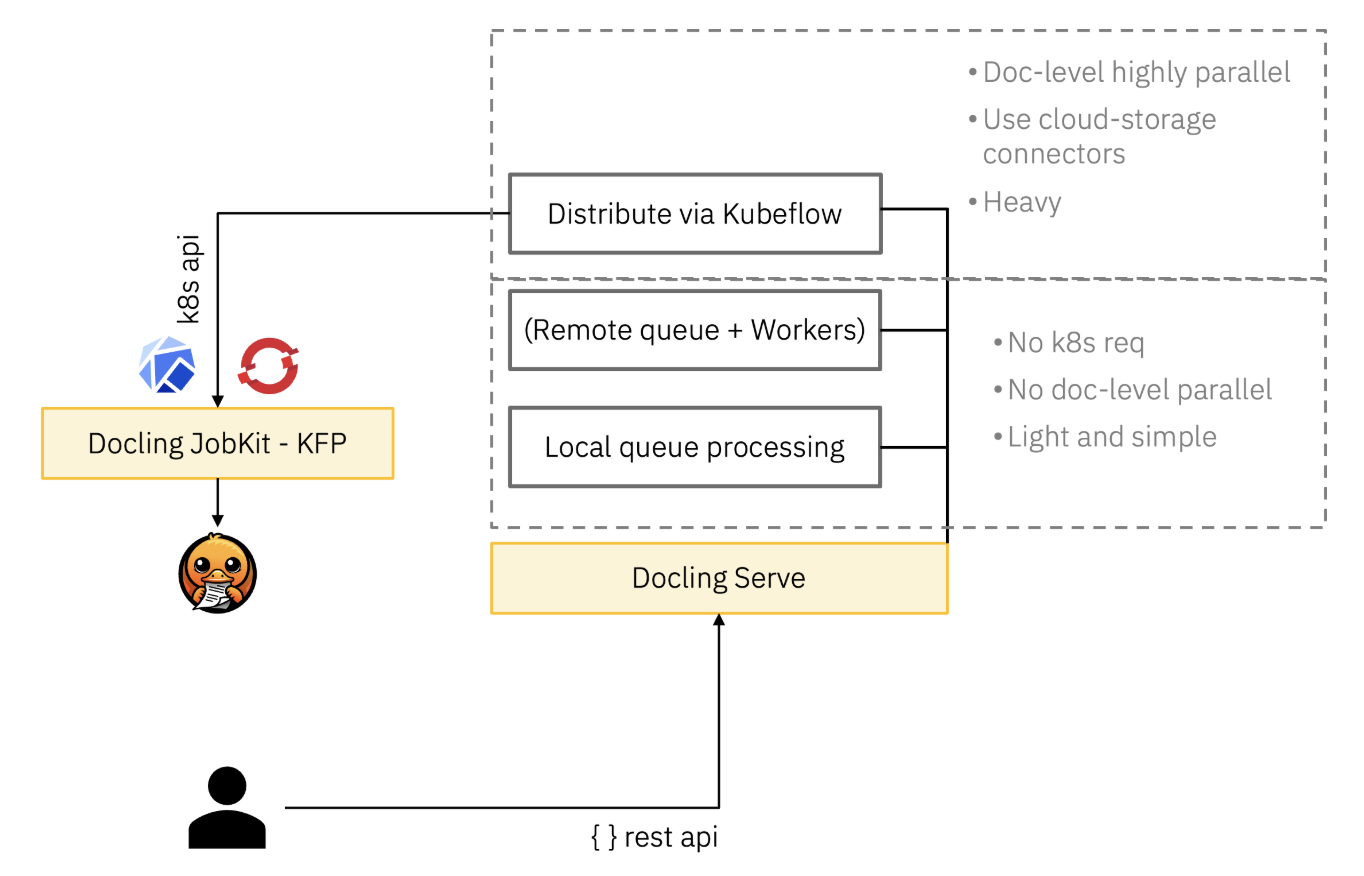 • Doc-level highly parallel
• Use cloud-storage
connectors
• Heavy
Distribute via Kubeflow
k8s api
(Remote queue + Workers)
• No k8s req
• No doc-level parallel
• Light and simple
Local queue processing
Docling JobKit - KFP
Docling Serve
{ } rest api